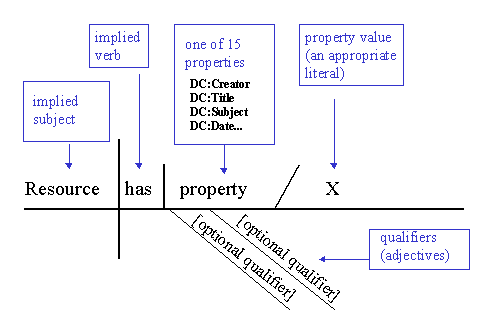 implied
verb
one of 15
properties
DC:Creator
DC:Title
DC:Subject
DC:Date...
property value
(an appropriate
literal)
implied
subject
Resource
has
property
X
[optional qualifier]
[optional qualifier]
qualifiers
(adjectives)